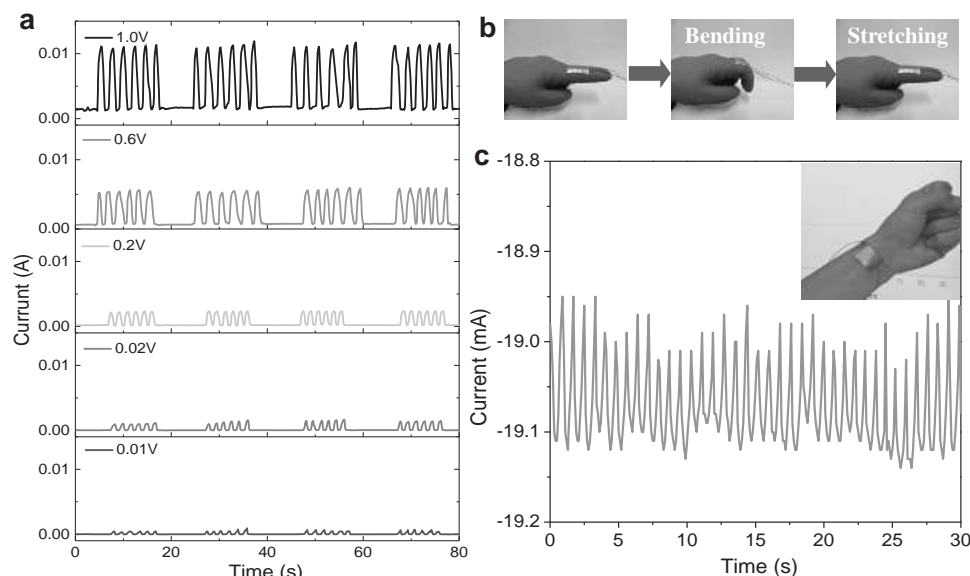 a
1.0V
0.01
0.00
0.6V
0.01
0.00
0.2V
0.01
0.00
0.02V
0.01
0.00
0.01V
0.01
0.00
0 20 40 60 80
Time (s)
Currunt (A)
b
Bending
Stretching
c
-18.8
-18.9
-19.0
-19.1
-19.2
0 5 10 15 20 25 30
Current (mA)
Time (s)